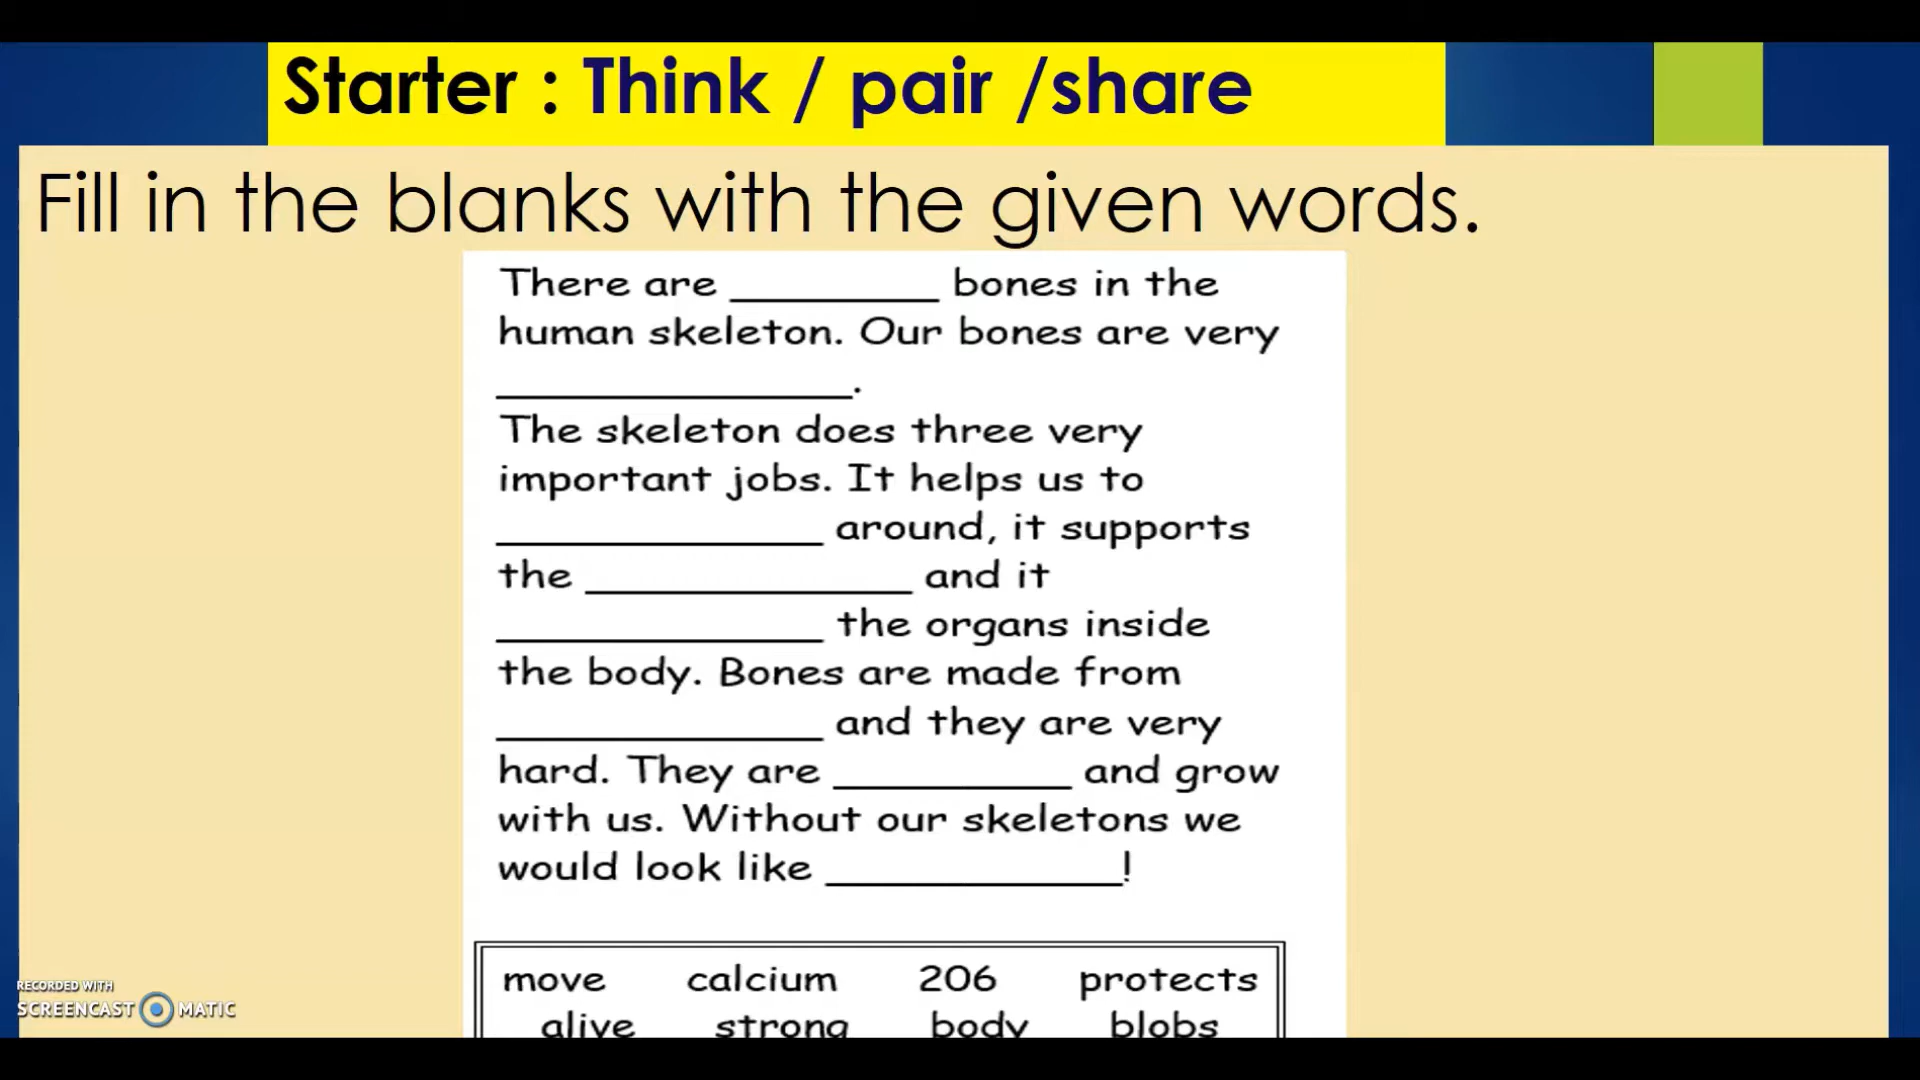 Starter : Think / pair /share
Fill in the blanks with the given words.
There are _________ bones in the
human skeleton. Our bones are very
_______________.
The skeleton does three very
important jobs. It helps us to
______________ around, it supports
the ______________ and it
______________ the organs inside
the body. Bones are made from
______________ and they are very
hard. They are __________ and grow
with us. Without our skeletons we
would look like _____________!
move calcium 206 protects
alive strong body blobs
RECORDED WITH
SCREENCAST MATIC